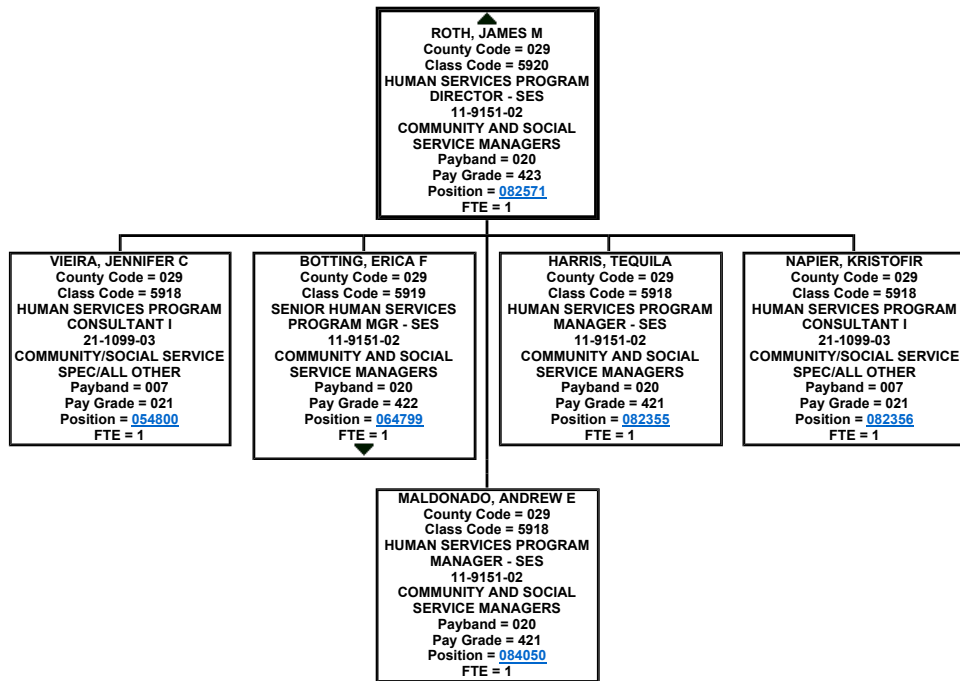 ROTH, JAMES M
County Code = 029
Class Code = 5920
HUMAN SERVICES PROGRAM
DIRECTOR - SES
11-9151-02
COMMUNITY AND SOCIAL
SERVICE MANAGERS
Payband = 020
Pay Grade = 423
Position = 082571
FTE = 1
VIEIRA, JENNIFER C
County Code = 029
Class Code = 5918
HUMAN SERVICES PROGRAM
CONSULTANT I
21-1099-03
COMMUNITY/SOCIAL SERVICE
SPEC/ALL OTHER
Payband = 007
Pay Grade = 021
Position = 054800
FTE = 1
BOTTING, ERICA F
County Code = 029
Class Code = 5919
SENIOR HUMAN SERVICES
PROGRAM MGR - SES
11-9151-02
COMMUNITY AND SOCIAL
SERVICE MANAGERS
Payband = 020
Pay Grade = 422
Position = 064799
FTE = 1
HARRIS, TEQUILA
County Code = 029
Class Code = 5918
HUMAN SERVICES PROGRAM
MANAGER - SES
11-9151-02
COMMUNITY AND SOCIAL
SERVICE MANAGERS
Payband = 020
Pay Grade = 421
Position = 082355
FTE = 1
NAPIER, KRISTOFIR
County Code = 029
Class Code = 5918
HUMAN SERVICES PROGRAM
CONSULTANT I
21-1099-03
COMMUNITY/SOCIAL SERVICE
SPEC/ALL OTHER
Payband = 007
Pay Grade = 021
Position = 082356
FTE = 1
MALDONADO, ANDREW E
County Code = 029
Class Code = 5918
HUMAN SERVICES PROGRAM
MANAGER - SES
11-9151-02
COMMUNITY AND SOCIAL
SERVICE MANAGERS
Payband = 020
Pay Grade = 421
Position = 084050
FTE = 1